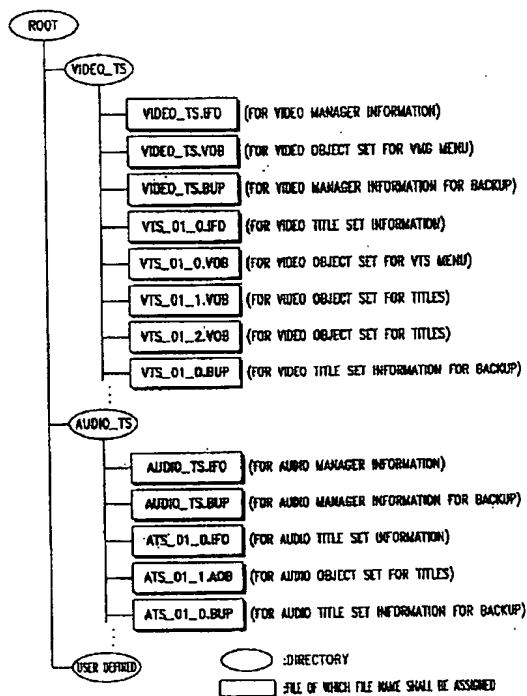 ROOT
VIDEO_TS
VIDEO_TS.IFO (FOR VIDEO MANAGER INFORMATION)
VIDEO_TS.VOB (FOR VIDEO OBJECT SET FOR VMG MENU)
VIDEO_TS.BUP (FOR VIDEO MANAGER INFORMATION FOR BACKUP)
VTS_01_0.IFO (FOR VIDEO TITLE SET INFORMATION)
VTS_01_0.VOB (FOR VIDEO OBJECT SET FOR VTS MENU)
VTS_01_1.VOB (FOR VIDEO OBJECT SET FOR TITLES)
VTS_01_2.VOB (FOR VIDEO OBJECT SET FOR TITLES)
VTS_01_0.BUP (FOR VIDEO TITLE SET INFORMATION FOR BACKUP)
AUDIO_TS
AUDIO_TS.IFO (FOR AUDIO MANAGER INFORMATION)
AUDIO_TS.BUP (FOR AUDIO MANAGER INFORMATION FOR BACKUP)
ATS_01_0.IFO (FOR AUDIO TITLE SET INFORMATION)
ATS_01_1.AOB (FOR AUDIO OBJECT SET FOR TITLES)
ATS_01_0.BUP (FOR AUDIO TITLE SET INFORMATION FOR BACKUP)
USER DEFINED
:DIRECTORY
:FILE OF WHICH FILE NAME SHALL BE ASSIGNED